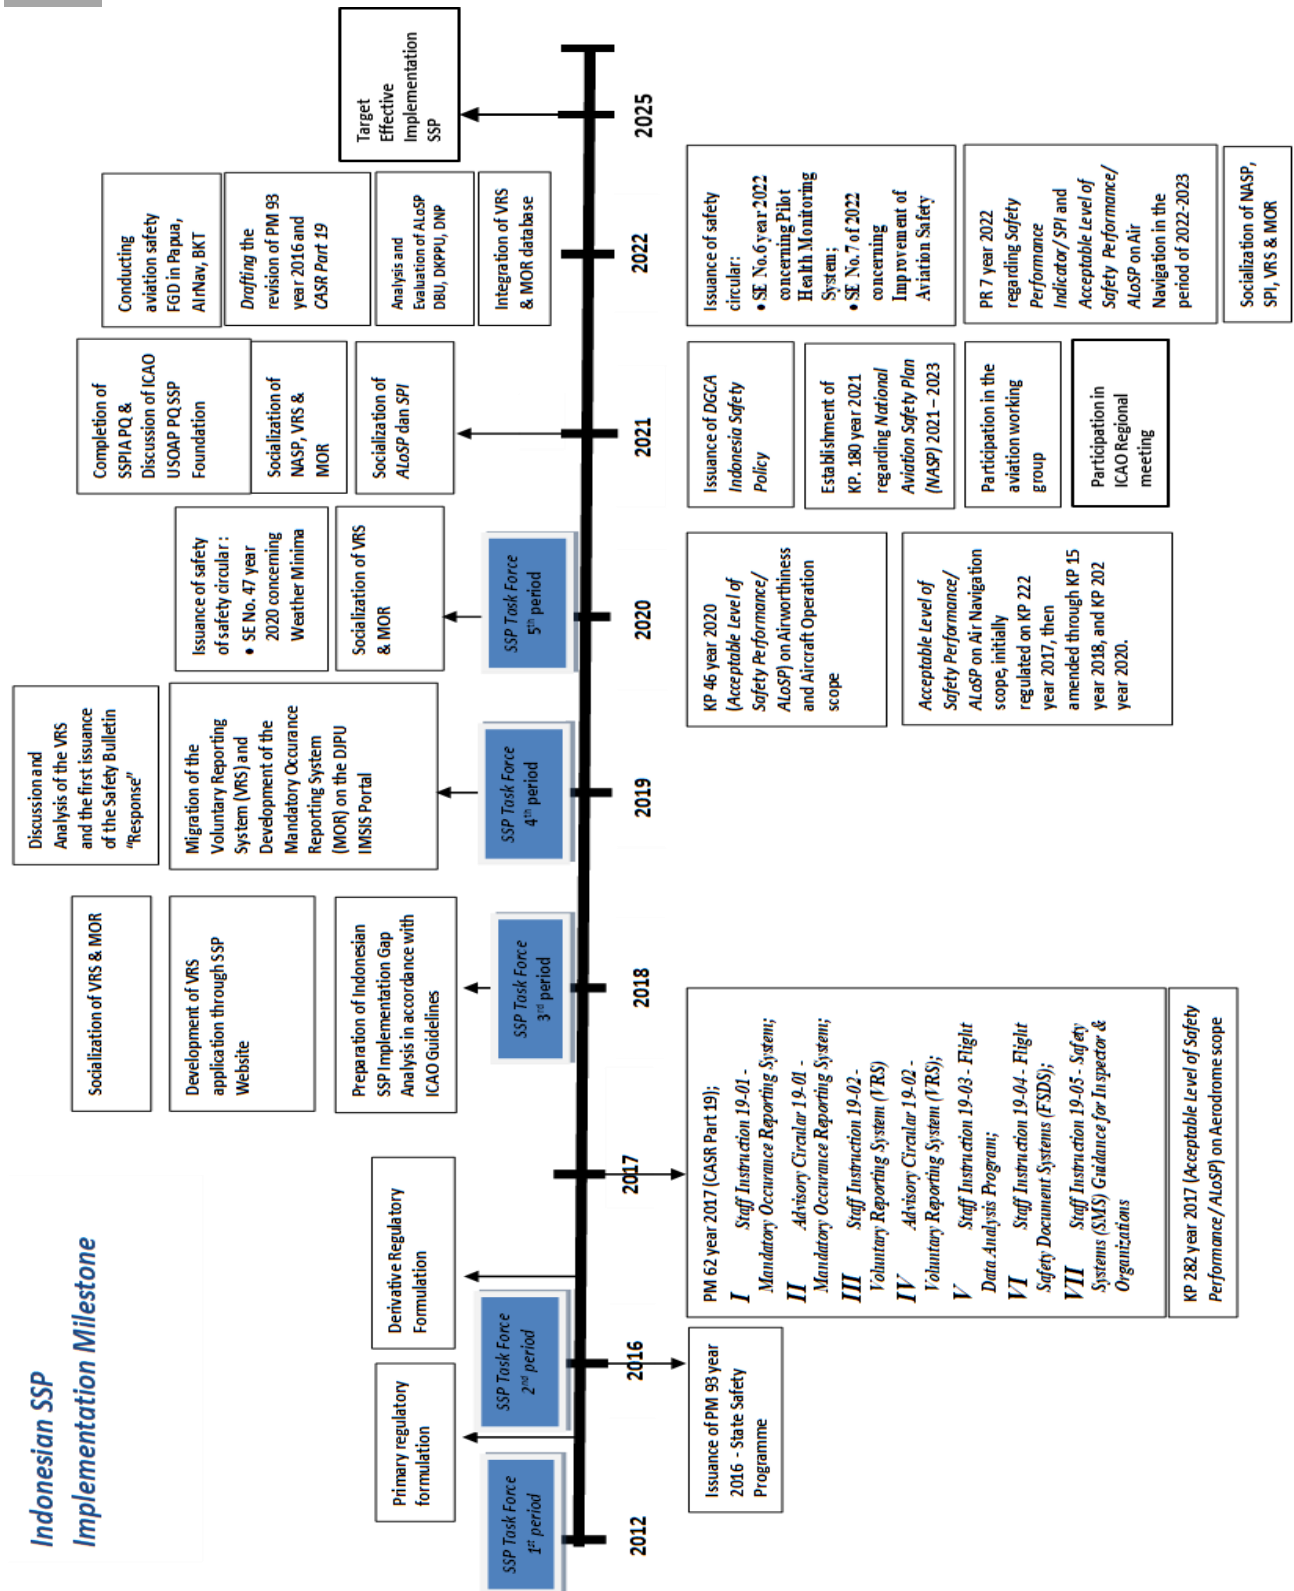 Indonesian SSP
Implementation Milestone
SSP Task Force
1st period
2012
Primary regulatory
formulation
SSP Task Force
2nd period
2016
Issuance of PM 93 year
2016 - State Safety
Programme
Derivative Regulatory
Formulation
2017
PM 62 year 2017 (CASR Part 19);
I Staff Instruction 19-01 -
Mandatory Occurance Reporting System;
II Advisory Circular 19-01 -
Mandatory Occurance Reporting System;
III Staff Instruction 19-02 -
Voluntary Reporting System (VRS)
IV Advisory Circular 19-02 -
Voluntary Reporting System (VRS);
V Staff Instruction 19-03 - Flight
Data Analysis Program;
VI Staff Instruction 19-04 - Flight
Safety Document Systems (FSDS);
VII Staff Instruction 19-05 - Safety
Systems (SMS) Guidance for Inspector &
Organizations
KP 282 year 2017 (Acceptable Level of Safety
Performance/ ALoSP) on Aerodrome scope
Socialization of VRS & MOR
Development of VRS
application through SSP
Website
Preparation of Indonesian
SSP Implementation Gap
Analysis in accordance with
ICAO Guidelines
SSP Task Force
3rd period
2018
Discussion and
Analysis of the VRS
and the first issuance
of the Safety Bulletin
“Response”
Migration of the
Voluntary Reporting
System (VRS) and
Development of the
Mandatory Occurance
Reporting System
(MOR) on the DJPU
IMSIS Portal
SSP Task Force
4th period
2019
Issuance of safety
of safety circular :
• SE No. 47 year
2020 concerning
Weather Minima
Socialization of VRS
& MOR
SSP Task Force
5th period
2020
KP 46 year 2020
(Acceptable Level of
Safety Performance/
ALoSP) on Airworthiness
and Aircraft Operation
scope
Acceptable Level of
Safety Performance/
ALoSP on Air Navigation
scope, initially
regulated on KP 222
year 2017, then
amended through KP 15
year 2018, and KP 202
year 2020.
Completion of
SSPIA PQ &
Discussion of ICAO
USOAP PQ SSP
Foundation
Socialization of
NASP, VRS &
MOR
Socialization of
ALoSP dan SPI
2021
Issuance of DGCA
Indonesia Safety
Policy
Establishment of
KP. 180 year 2021
regarding National
Aviation Safety Plan
(NASP) 2021 – 2023
Participation in the
aviation working
group
Participation in
ICAO Regional
meeting
Conducting
aviation safety
FGD in Papua,
AIrNav, BKT
Drafting the
revision of PM 93
year 2016 and
CASR Part 19
Analysis and
Evaluation of ALoSP
DBU, DKPPU, DNP
Integration of VRS
& MOR database
2022
Issuance of safety
circular:
• SE No.6 year 2022
concerning Pilot
Health Monitoring
System;
• SE No. 7 of 2022
concerning
Improvement of
Aviation Safety
PR 7 year 2022
regarding Safety
Performance
Indicator/ SPI and
Acceptable Level of
Safety Performance/
ALoSP on Air
Navigation in the
period of 2022-2023
Socialization of NASP,
SPI, VRS & MOR
Target
Effective
Implementation
SSP
2025